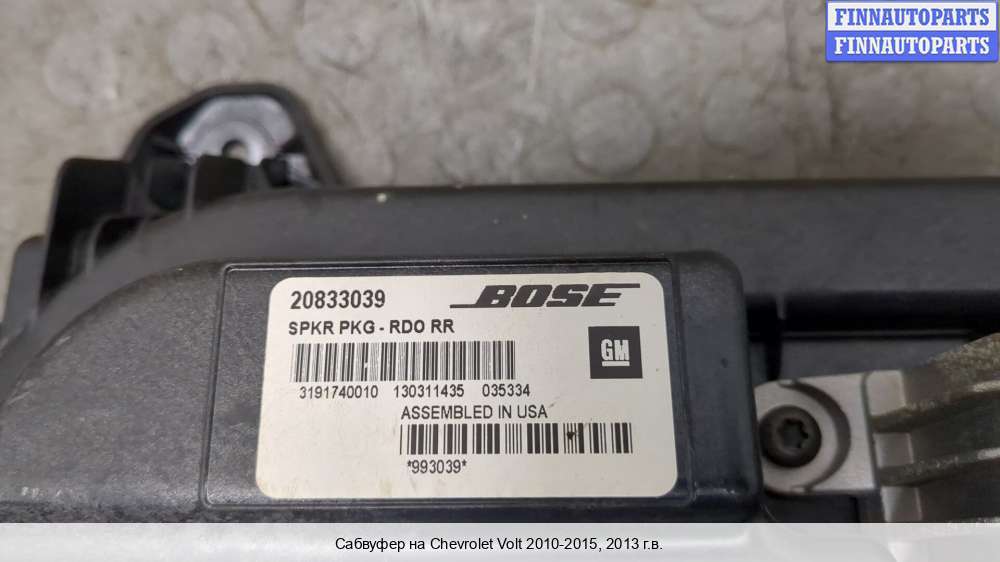 FINNAUTOPARTS
FINNAUTOPARTS
20833039 BOSE
SPKR PKG - RDO RR
GM
3191740010 130311435 035334
ASSEMBLED IN USA
*993039*
Сабвуфер на Chevrolet Volt 2010-2015, 2013 г.в.